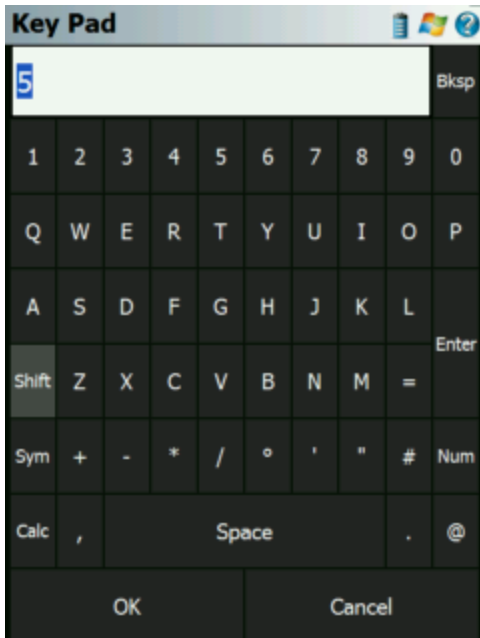 Key Pad
5 Bksp
1 2 3 4 5 6 7 8 9 0
Q W E R T Y U I O P
A S D F G H J K L
Enter
Shift Z X C V B N M =
Sym + - * / ° ' " # Num
Calc , Space . @
OK Cancel